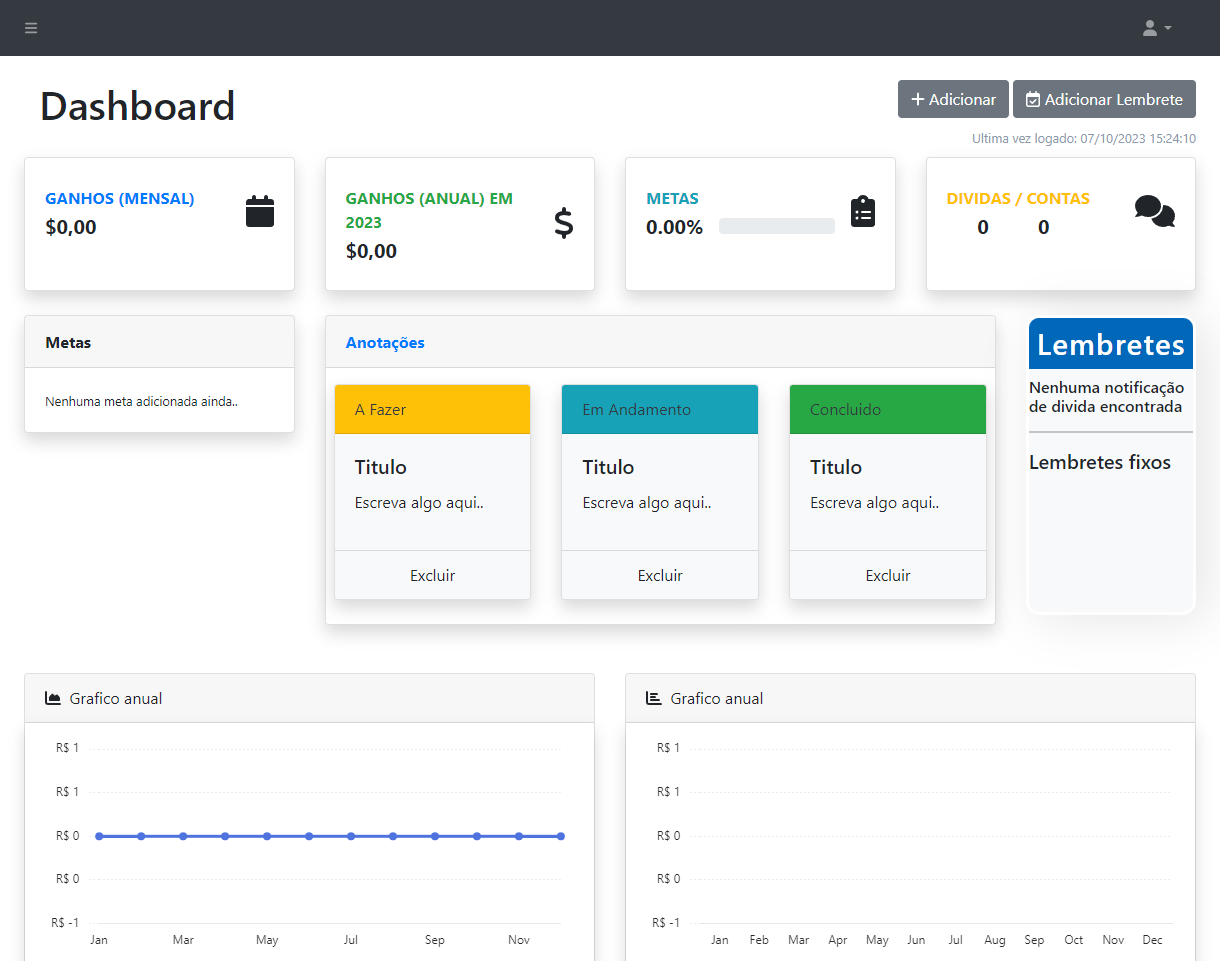 Dashboard
Adicionar
Adicionar Lembrete
Ultima vez logado: 07/10/2023 15:24:10
GANHOS (MENSAL)
$0,00
GANHOS (ANUAL) EM
2023
$0,00
METAS
0.00%
DIVIDAS / CONTAS
0 0
Metas
Nenhuma meta adicionada ainda..
Anotações
A Fazer
Titulo
Escreva algo aqui..
Excluir
Em Andamento
Titulo
Escreva algo aqui..
Excluir
Concluido
Titulo
Escreva algo aqui..
Excluir
Lembretes
Nenhuma notificação
de divida encontrada
Lembretes fixos
Grafico anual
R$ 1
R$ 1
R$ 0
R$ 0
R$ -1
Jan Mar May Jul Sep Nov
Grafico anual
R$ 1
R$ 1
R$ 0
R$ 0
R$ -1
Jan Feb Mar Apr May Jun Jul Aug Sep Oct Nov Dec